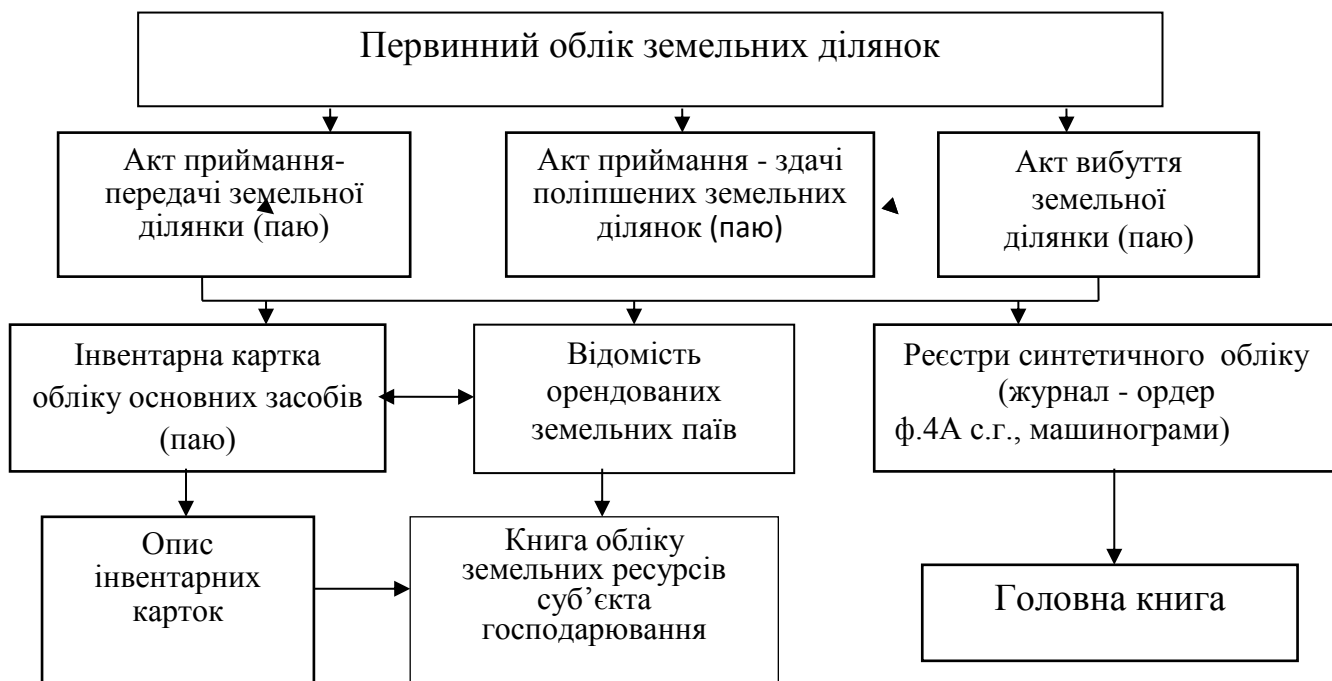 Первинний облік земельних ділянок
Акт приймання-
передачі земельної
ділянки (паю)
Акт приймання - здачі
поліпшених земельних
ділянок (паю)
Акт вибуття
земельної
ділянки (паю)
Інвентарна картка
обліку основних засобів
(паю)
Відомість
орендованих
земельних паїв
Реєстри синтетичного обліку
(журнал - ордер
ф.4А с.г., машинограми)
Опис
інвентарних
карток
Книга обліку
земельних ресурсів
суб’єкта
господарювання
Головна книга